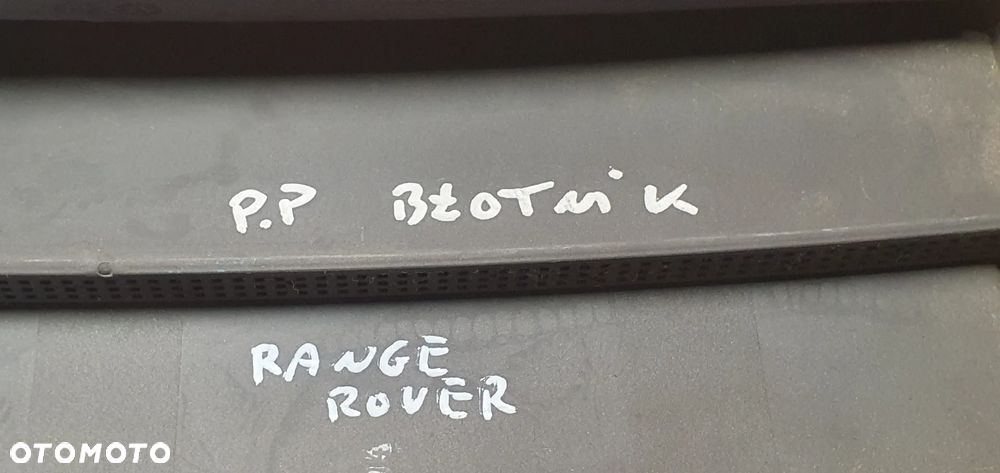 P.P BŁOTNiK
RANGE
ROVER
OTOMOTO